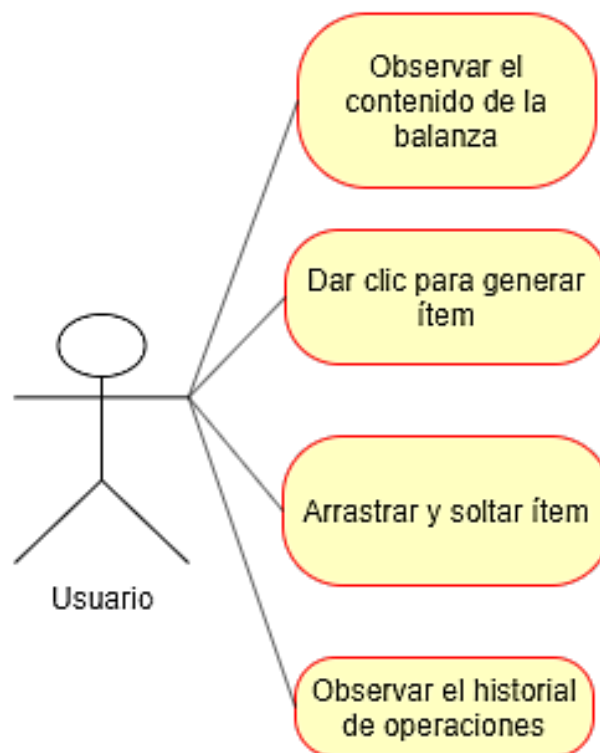 Observar el
contenido de la
balanza
Dar clic para generar
ítem
Arrastrar y soltar ítem
Usuario
Observar el historial
de operaciones